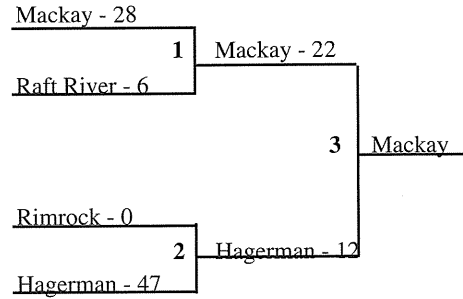 Mackay - 28
1
Mackay - 22
Raft River - 6
3
Mackay
Rimrock - 0
2
Hagerman - 12
Hagerman - 47